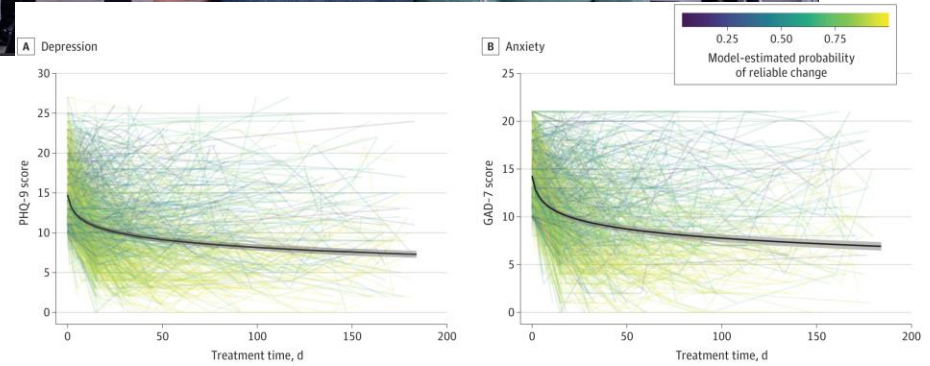 A Depression
30
25
20
15
10
5
0
PHQ-9 score
0 50 100 150 200
Treatment time, d
B Anxiety
25
20
15
10
5
0
GAD-7 score
0 50 100 150 200
Treatment time, d
0.25 0.50 0.75
Model-estimated probability
of reliable change